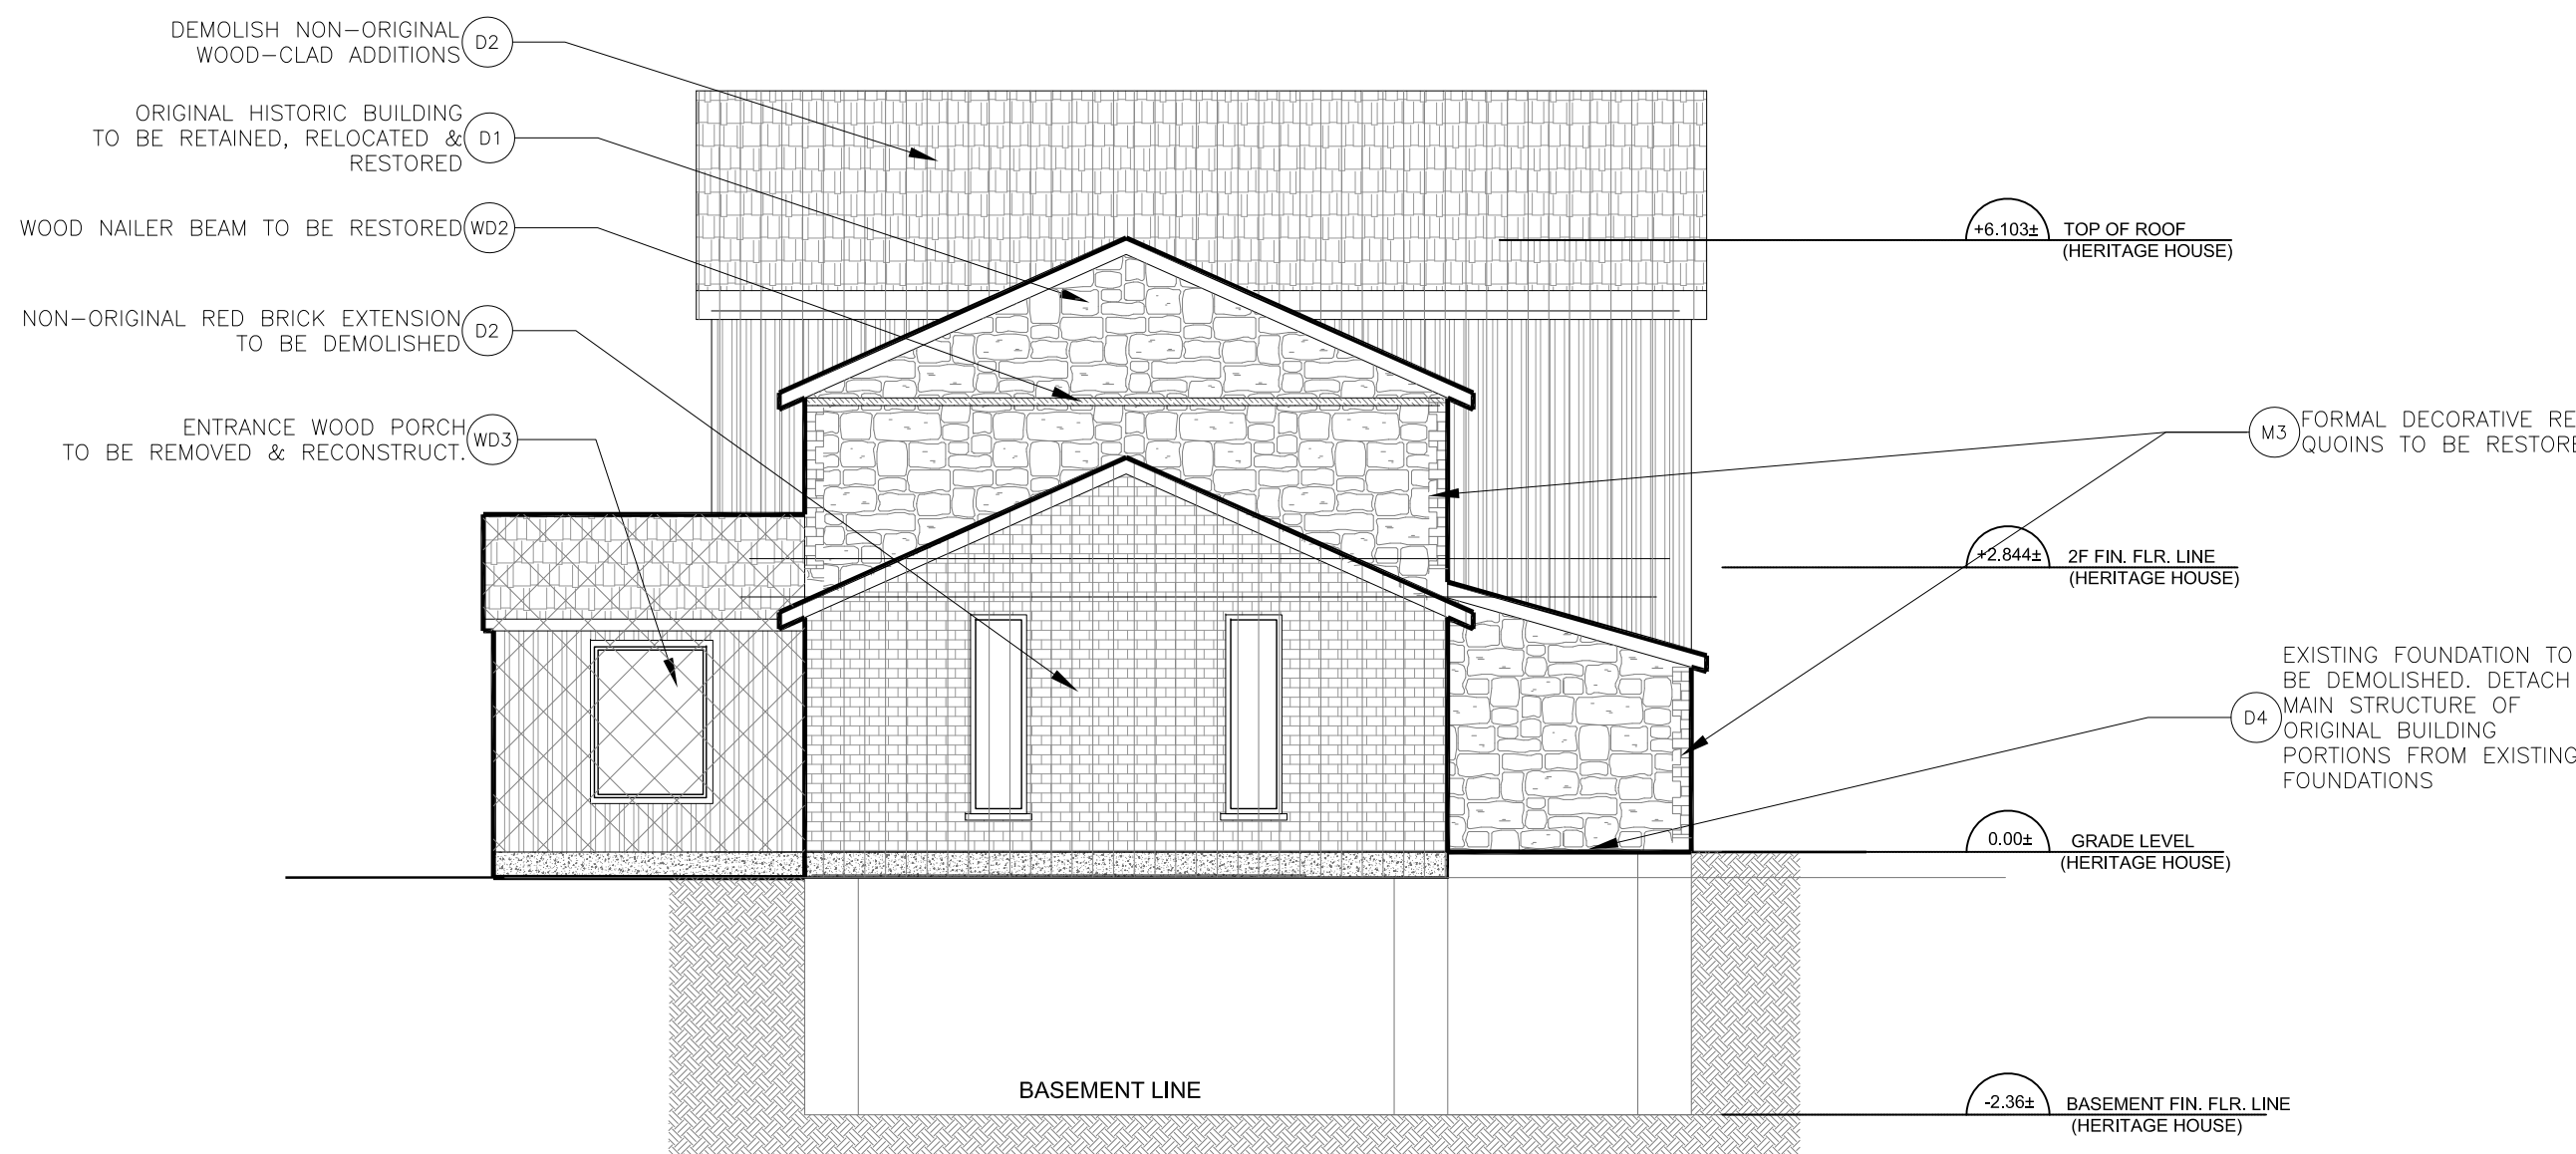 DEMOLISH NON-ORIGINAL
WOOD-CLAD ADDITIONS
D2
ORIGINAL HISTORIC BUILDING
TO BE RETAINED, RELOCATED &
RESTORED
D1
WOOD NAILER BEAM TO BE RESTORED
WD2
NON-ORIGINAL RED BRICK EXTENSION
TO BE DEMOLISHED
D2
ENTRANCE WOOD PORCH
TO BE REMOVED & RECONSTRUCT.
WD3
+6.103±
TOP OF ROOF
(HERITAGE HOUSE)
M3
FORMAL DECORATIVE
QUOINS TO BE
+2.844±
2F FIN. FLR. LINE
(HERITAGE HOUSE)
D4
EXISTING FOUNDATION TO
BE DEMOLISHED. DETACH
MAIN STRUCTURE OF
ORIGINAL BUILDING
PORTIONS FROM EXISTING
FOUNDATIONS
0.00±
GRADE LEVEL
(HERITAGE HOUSE)
BASEMENT LINE
-2.36±
BASEMENT FIN. FLR. LINE
(HERITAGE HOUSE)